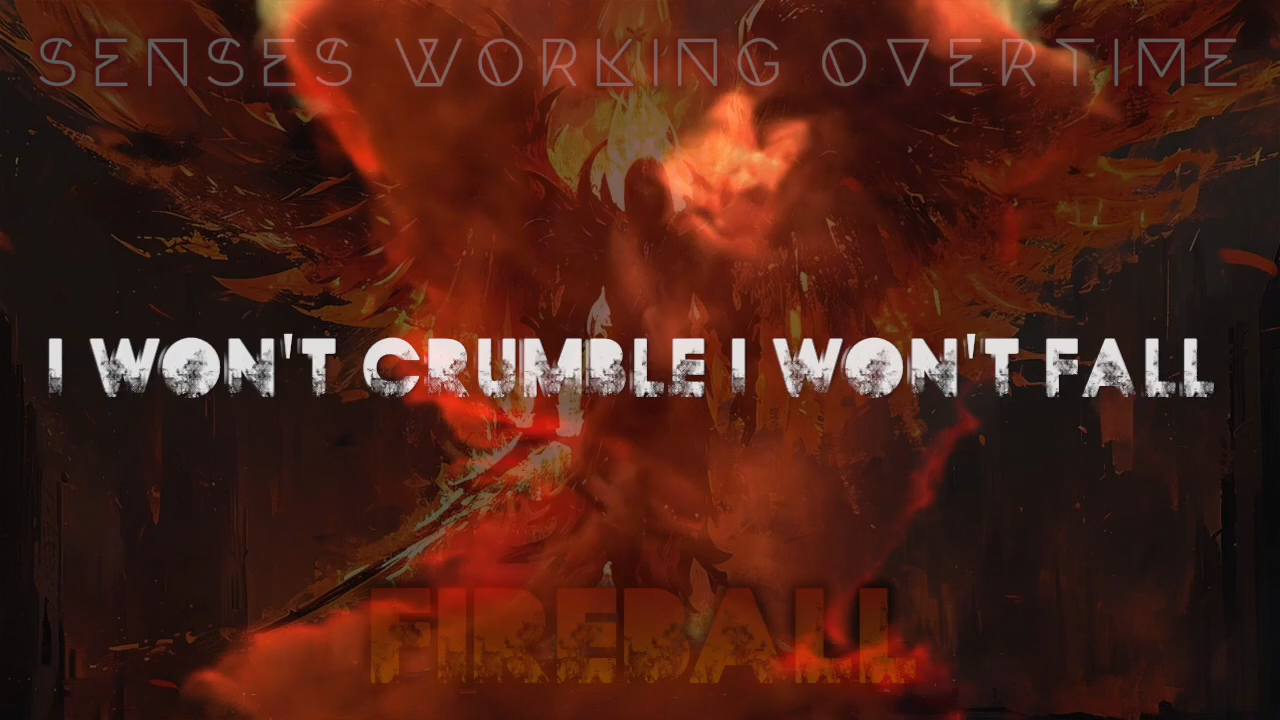 SENSES WORKING OVERTIME
I WON'T CRUMBLE I WON'T FALL
FIREBALL